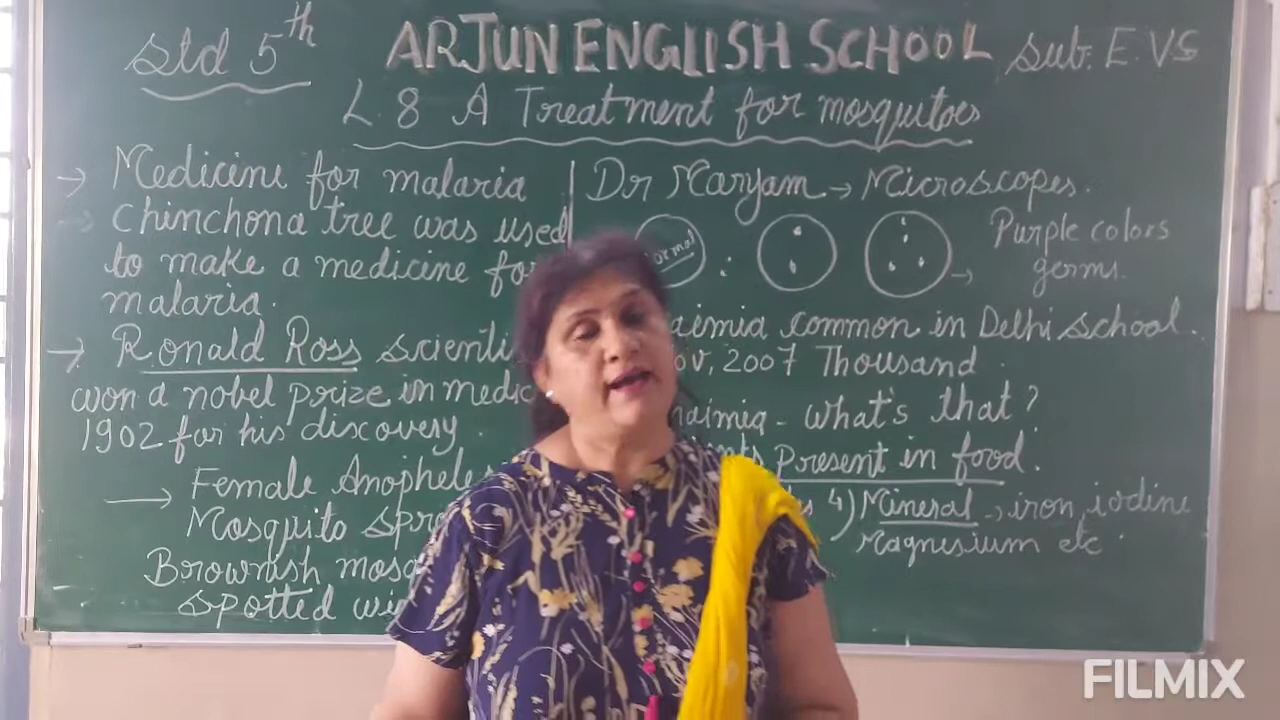 Std 5th
ARJUN ENGLISH SCHOOL
Sub. E.VS
L.8 A Treatment for mosquitoes
→ Medicine for malaria
→ Chinchona tree was used
to make a medicine
malaria.
→ Ronald Ross
won a nobel prize in
1902 for his discovery.
→ Female
Mosquito
Brownish
spotted
Dr Maryam → Microscopes.
→ Purple colors
germs.
common in Delhi school.
2007 Thousand
- What's that?
present in food.
4) Mineral → iron, iodine
Magnesium etc.
FILMIX